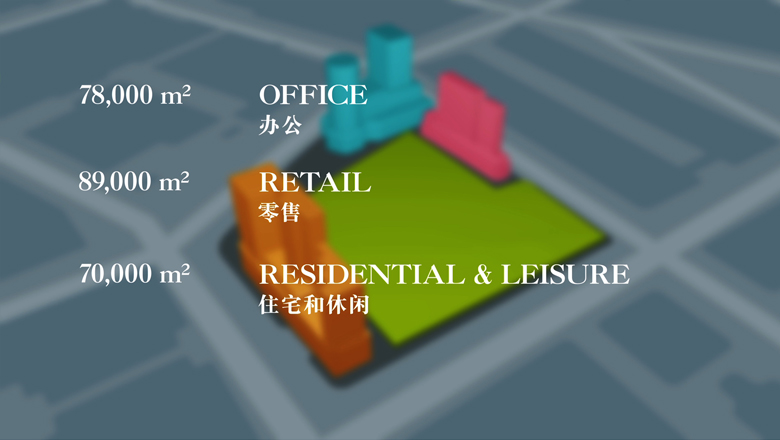 78,000 m² OFFICE
办公
89,000 m² RETAIL
零售
70,000 m² RESIDENTIAL & LEISURE
住宅和休闲